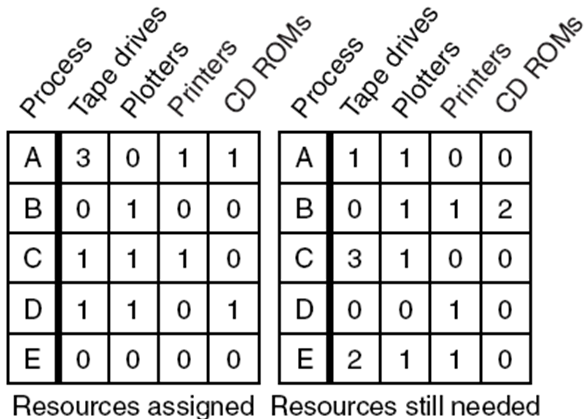 Process Tape drives Plotters Printers CD ROMs Process Tape drives Plotters Printers CD ROMs
A 3 0 1 1 A 1 1 0 0
B 0 1 0 0 B 0 1 1 2
C 1 1 1 0 C 3 1 0 0
D 1 1 0 1 D 0 0 1 0
E 0 0 0 0 E 2 1 1 0
Resources assigned Resources still needed